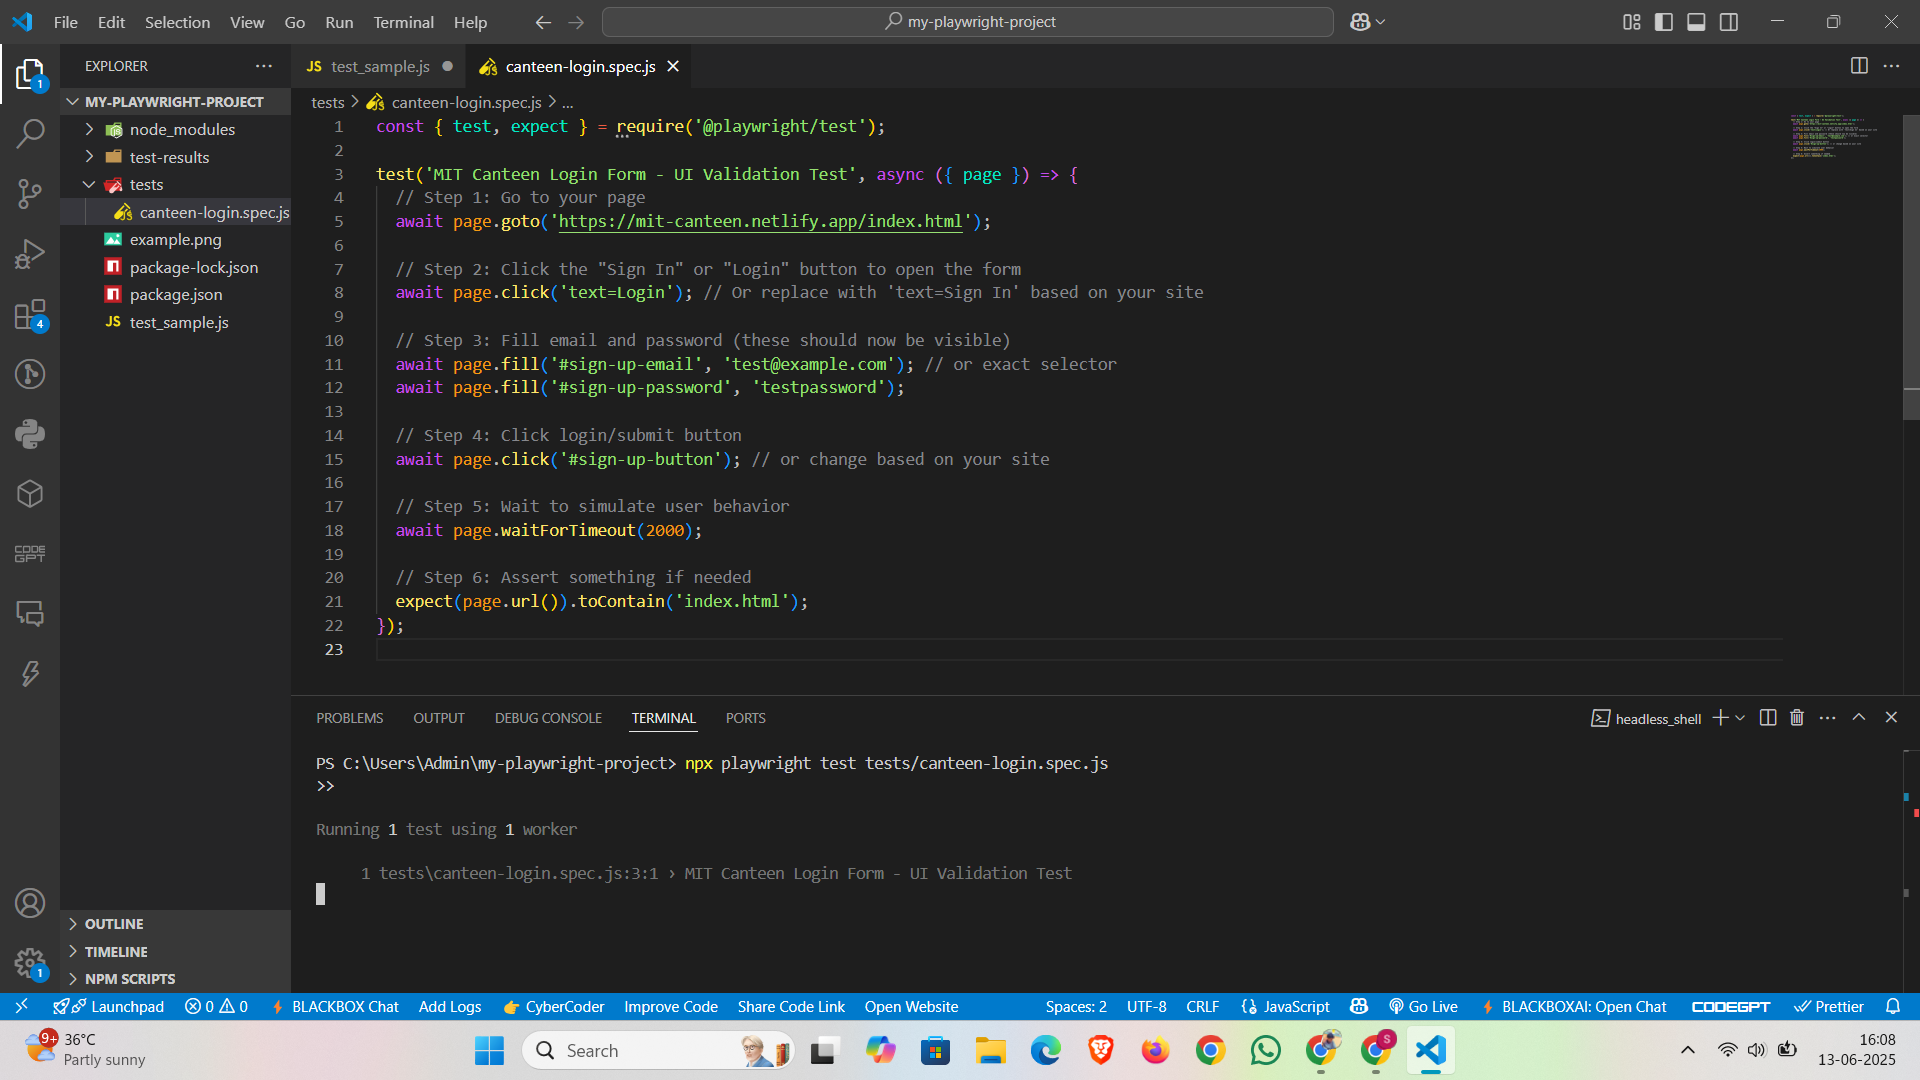 File Edit Selection View Go Run Terminal Help
my-playwright-project
EXPLORER
MY-PLAYWRIGHT-PROJECT
node_modules
test-results
tests
canteen-login.spec.js
example.png
package-lock.json
package.json
test_sample.js
OUTLINE
TIMELINE
NPM SCRIPTS
1
4
CODE
GPT
1
JS test_sample.js
canteen-login.spec.js
tests > canteen-login.spec.js > ...
1 const { test, expect } = require('@playwright/test');
2
3 test('MIT Canteen Login Form - UI Validation Test', async ({ page }) => {
4 // Step 1: Go to your page
5 await page.goto('https://mit-canteen.netlify.app/index.html');
6
7 // Step 2: Click the "Sign In" or "Login" button to open the form
8 await page.click('text=Login'); // Or replace with 'text=Sign In' based on your site
9
10 // Step 3: Fill email and password (these should now be visible)
11 await page.fill('#sign-up-email', 'test@example.com'); // or exact selector
12 await page.fill('#sign-up-password', 'testpassword');
13
14 // Step 4: Click login/submit button
15 await page.click('#sign-up-button'); // or change based on your site
16
17 // Step 5: Wait to simulate user behavior
18 await page.waitForTimeout(2000);
19
20 // Step 6: Assert something if needed
21 expect(page.url()).toContain('index.html');
22 });
23
PROBLEMS OUTPUT DEBUG CONSOLE TERMINAL PORTS
headless_shell
PS C:\Users\Admin\my-playwright-project> npx playwright test tests/canteen-login.spec.js
>>
Running 1 test using 1 worker
1 tests\canteen-login.spec.js:3:1 › MIT Canteen Login Form - UI Validation Test
Launchpad 0 0 BLACKBOX Chat Add Logs CyberCoder Improve Code Share Code Link Open Website
Spaces: 2 UTF-8 CRLF JavaScript Go Live BLACKBOXAI: Open Chat CODEGPT Prettier
9+
36°C
Partly sunny
Search
S
16:08
13-06-2025